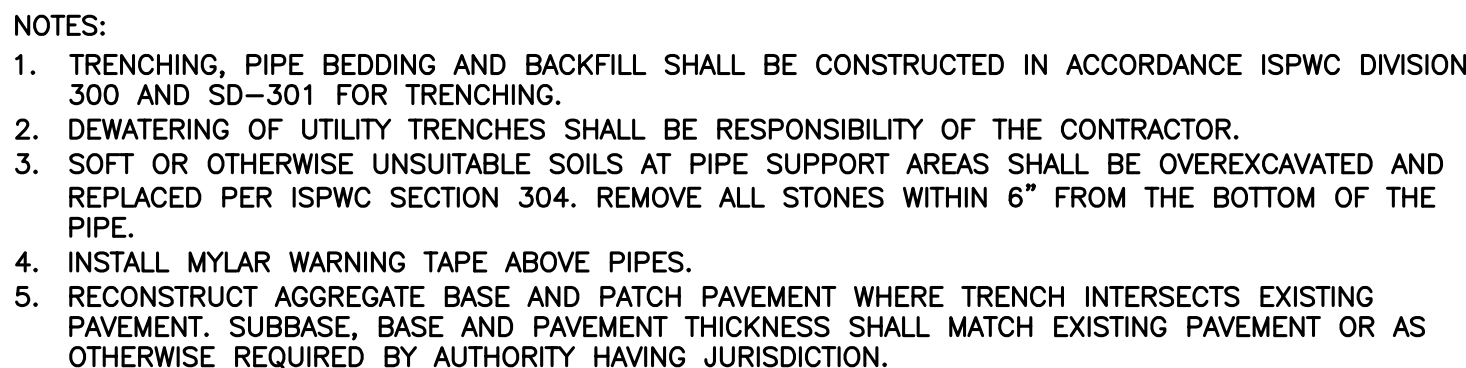 NOTES:
1. TRENCHING, PIPE BEDDING AND BACKFILL SHALL BE CONSTRUCTED IN ACCORDANCE ISPWC DIVISION
300 AND SD-301 FOR TRENCHING.
2. DEWATERING OF UTILITY TRENCHES SHALL BE RESPONSIBILITY OF THE CONTRACTOR.
3. SOFT OR OTHERWISE UNSUITABLE SOILS AT PIPE SUPPORT AREAS SHALL BE OVEREXCAVATED AND
REPLACED PER ISPWC SECTION 304. REMOVE ALL STONES WITHIN 6" FROM THE BOTTOM OF THE
PIPE.
4. INSTALL MYLAR WARNING TAPE ABOVE PIPES.
5. RECONSTRUCT AGGREGATE BASE AND PATCH PAVEMENT WHERE TRENCH INTERSECTS EXISTING
PAVEMENT. SUBBASE, BASE AND PAVEMENT THICKNESS SHALL MATCH EXISTING PAVEMENT OR AS
OTHERWISE REQUIRED BY AUTHORITY HAVING JURISDICTION.